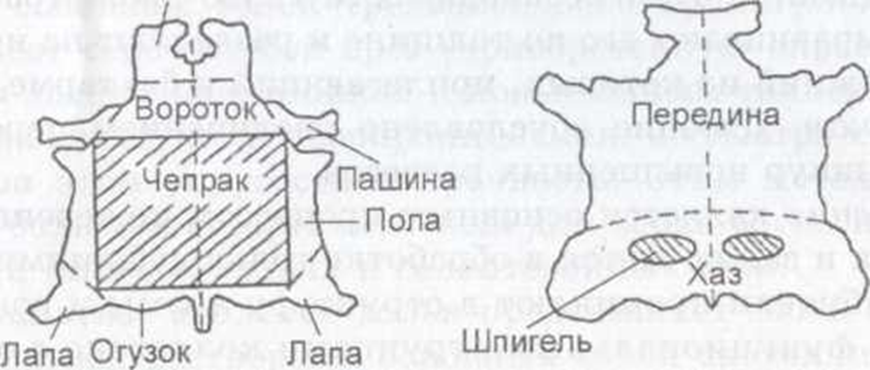 Вороток
Чепрак
Пашина
Пола
Лапа
Огузок
Лапа
Передина
Хаз
Шпигель